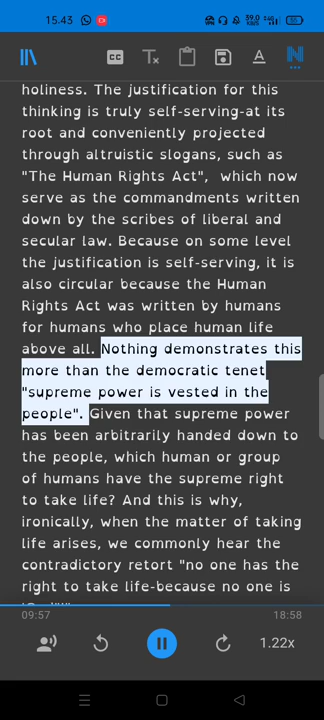 15.43
39.0
KB/S
CC
holiness. The justification for this
thinking is truly self-serving-at its
root and conveniently projected
through altruistic slogans, such as
"The Human Rights Act",  which now
serve as the commandments written
down by the scribes of liberal and
secular law. Because on some level
the justification is self-serving, it is
also circular because the Human
Rights Act was written by humans
for humans who place human life
above all. Nothing demonstrates this
more than the democratic tenet
"supreme power is vested in the
people". Given that supreme power
has been arbitrarily handed down to
the people, which human or group
of humans have the supreme right
to take life? And this is why,
ironically, when the matter of taking
life arises, we commonly hear the
contradictory retort "no one has the
right to take life-because no one is
09:57
18:58
1.22x